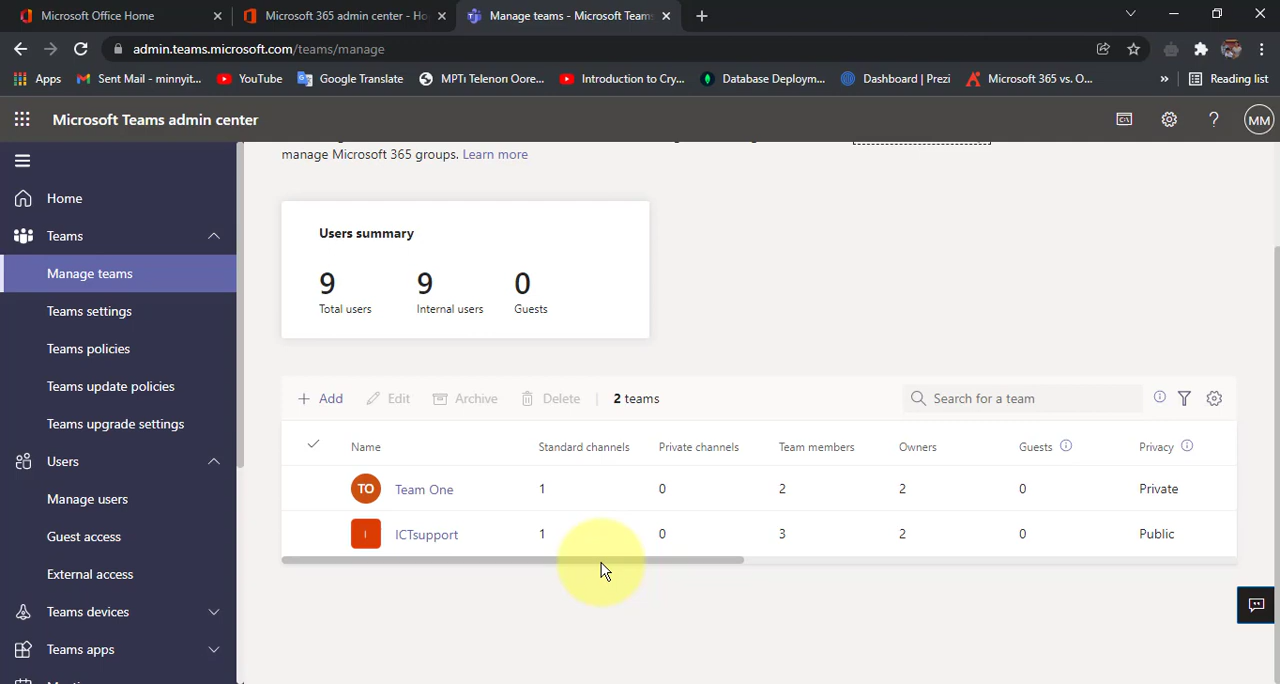 Microsoft Office Home
Microsoft 365 admin center - Ho
Manage teams - Microsoft Teams
admin.teams.microsoft.com/teams/manage
Apps
Sent Mail - minnyit...
YouTube
Google Translate
MPTi Telenon Oore...
Introduction to Cry...
Database Deploym...
Dashboard | Prezi
Microsoft 365 vs. O...
»
Reading list
Microsoft Teams admin center
MM
Home
Teams
Manage teams
Teams settings
Teams policies
Teams update policies
Teams upgrade settings
Users
Manage users
Guest access
External access
Teams devices
Teams apps
manage Microsoft 365 groups. Learn more
Users summary
9 9 0
Total users Internal users Guests
+ Add Edit Archive Delete | 2 teams Search for a team
Name Standard channels Private channels Team members Owners Guests Privacy
TO Team One 1 0 2 2 0 Private
I ICTsupport 1 0 3 2 0 Public